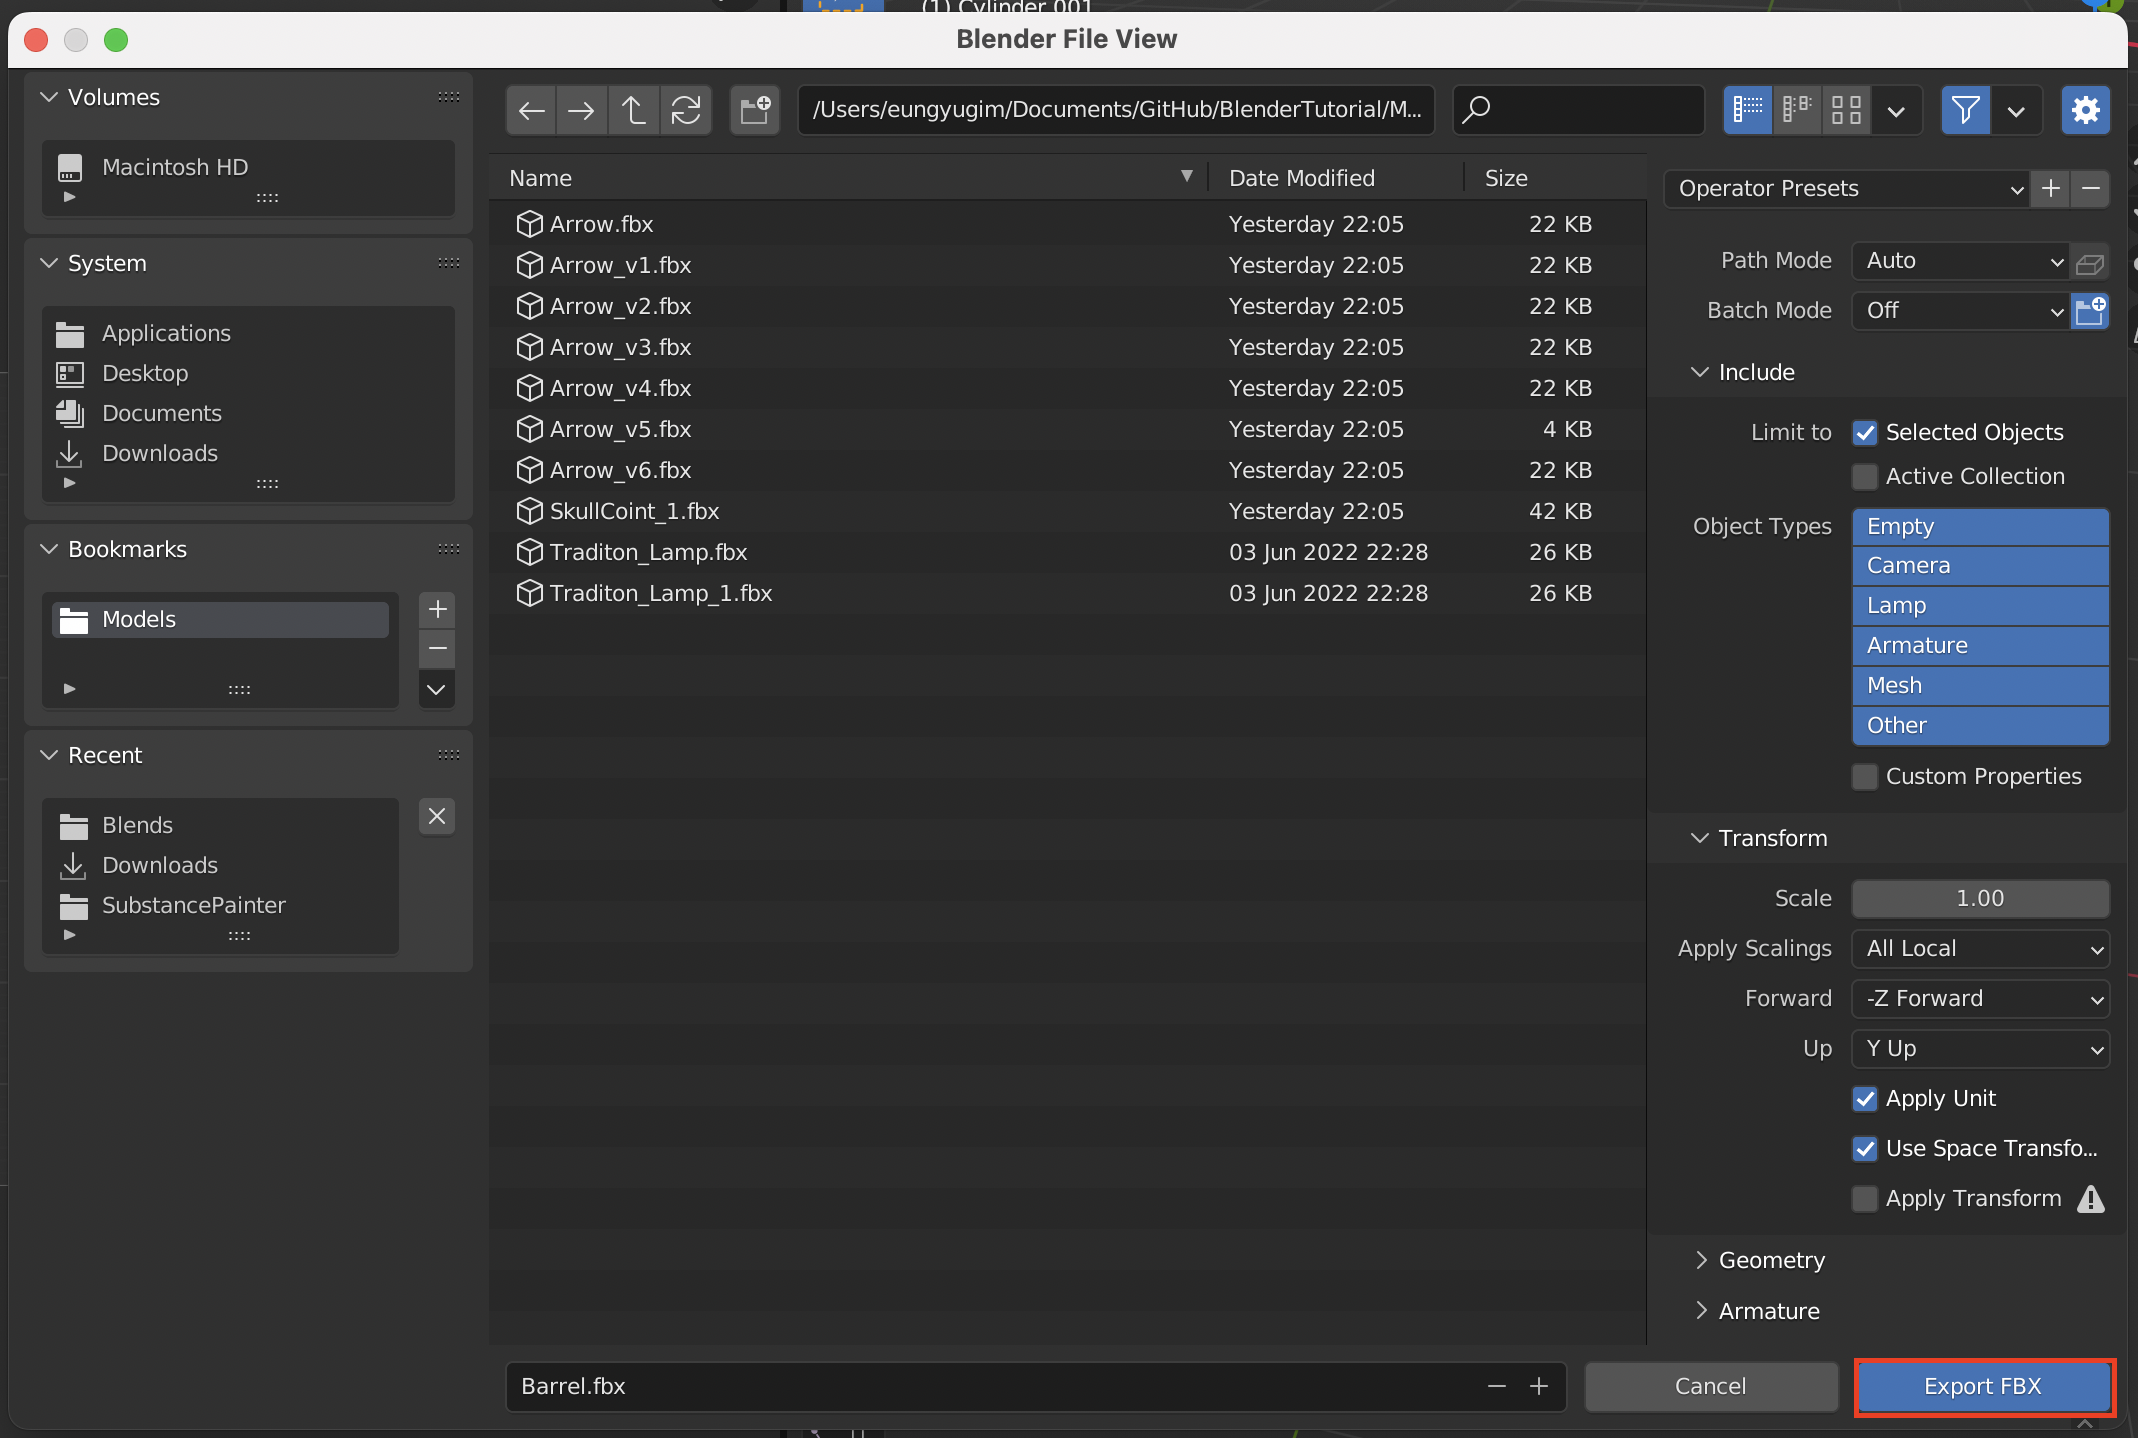 (1) Cylinder.001
Blender File View
Volumes
Macintosh HD
System
Applications
Desktop
Documents
Downloads
Bookmarks
Models
Recent
Blends
Downloads
SubstancePainter
/Users/eungyugim/Documents/GitHub/BlenderTutorial/M...
Name Date Modified Size
Arrow.fbx Yesterday 22:05 22 KB
Arrow_v1.fbx Yesterday 22:05 22 KB
Arrow_v2.fbx Yesterday 22:05 22 KB
Arrow_v3.fbx Yesterday 22:05 22 KB
Arrow_v4.fbx Yesterday 22:05 22 KB
Arrow_v5.fbx Yesterday 22:05 4 KB
Arrow_v6.fbx Yesterday 22:05 22 KB
SkullCoint_1.fbx Yesterday 22:05 42 KB
Traditon_Lamp.fbx 03 Jun 2022 22:28 26 KB
Traditon_Lamp_1.fbx 03 Jun 2022 22:28 26 KB
Operator Presets
Path Mode Auto
Batch Mode Off
Include
Limit to Selected Objects
Active Collection
Object Types Empty
Camera
Lamp
Armature
Mesh
Other
Custom Properties
Transform
Scale 1.00
Apply Scalings All Local
Forward -Z Forward
Up Y Up
Apply Unit
Use Space Transfo...
Apply Transform
Geometry
Armature
Barrel.fbx
Cancel
Export FBX